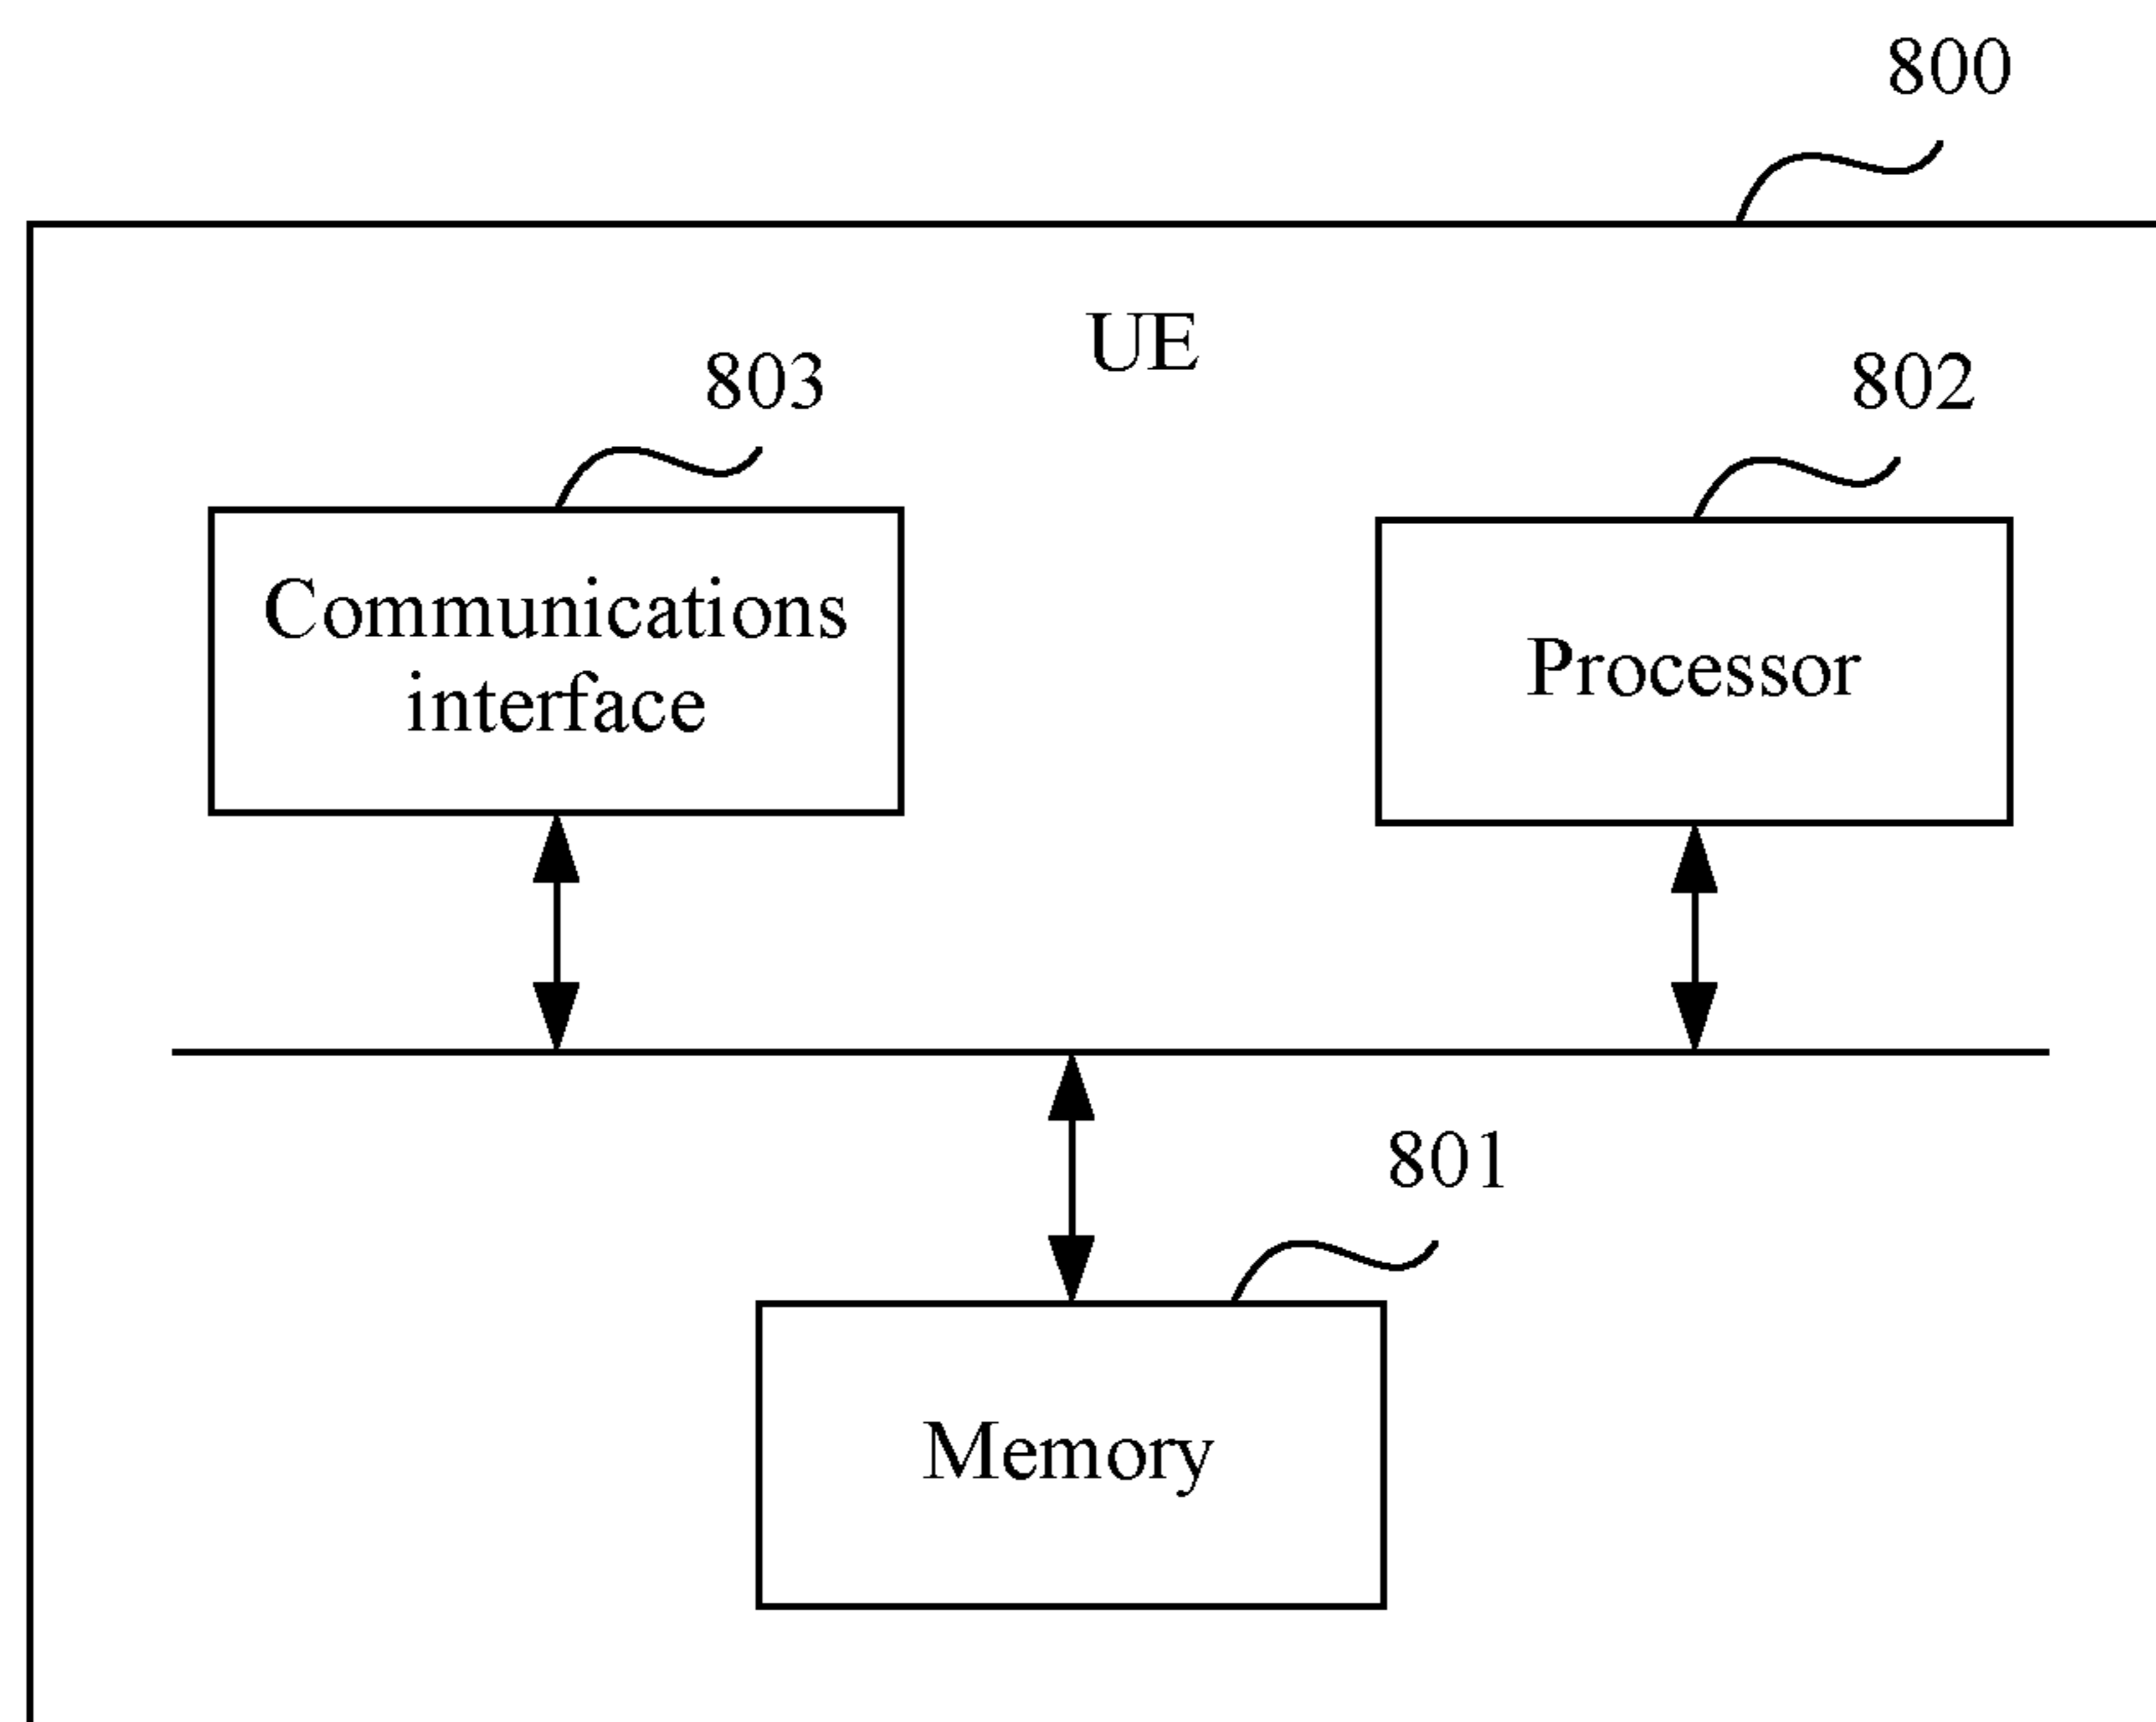 800
UE
803
802
Communications
interface
Processor
801
Memory